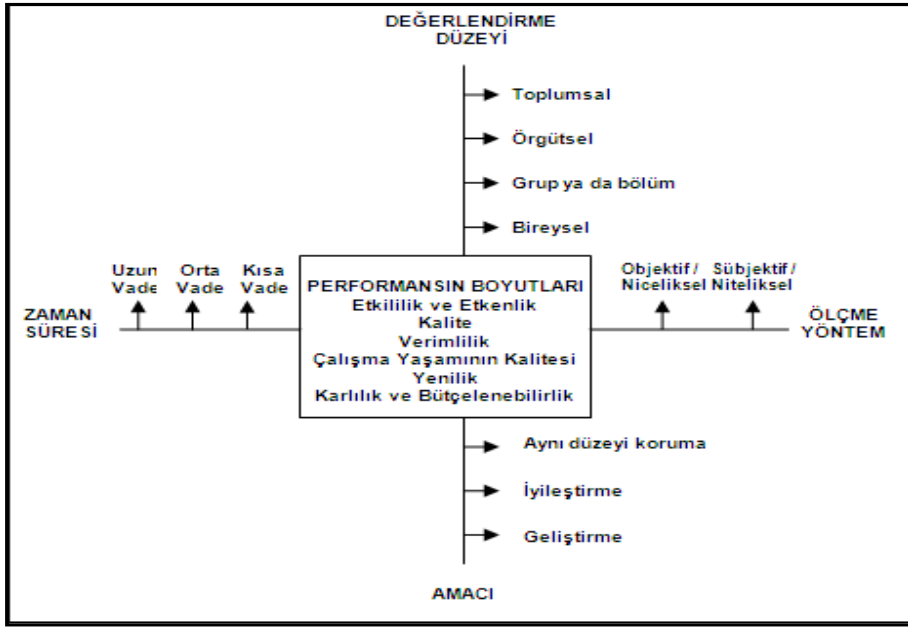 DEĞERLENDİRME
DÜZEYİ
Toplumsal
Örgütsel
Grup ya da bölüm
Bireysel
Uzun
Vade
Orta
Vade
Kısa
Vade
ZAMAN
SÜRESİ
PERFORMANSIN BOYUTLARI
Etkililik ve Etkenlik
Kalite
Verimlilik
Çalışma Yaşamının Kalitesi
Yenilik
Karlılık ve Bütçelenebilirlik
Objektif /
Niceliksel
Sübjektif /
Niteliksel
ÖLÇME
YÖNTEM
Aynı düzeyi koruma
İyileştirme
Geliştirme
AMACI